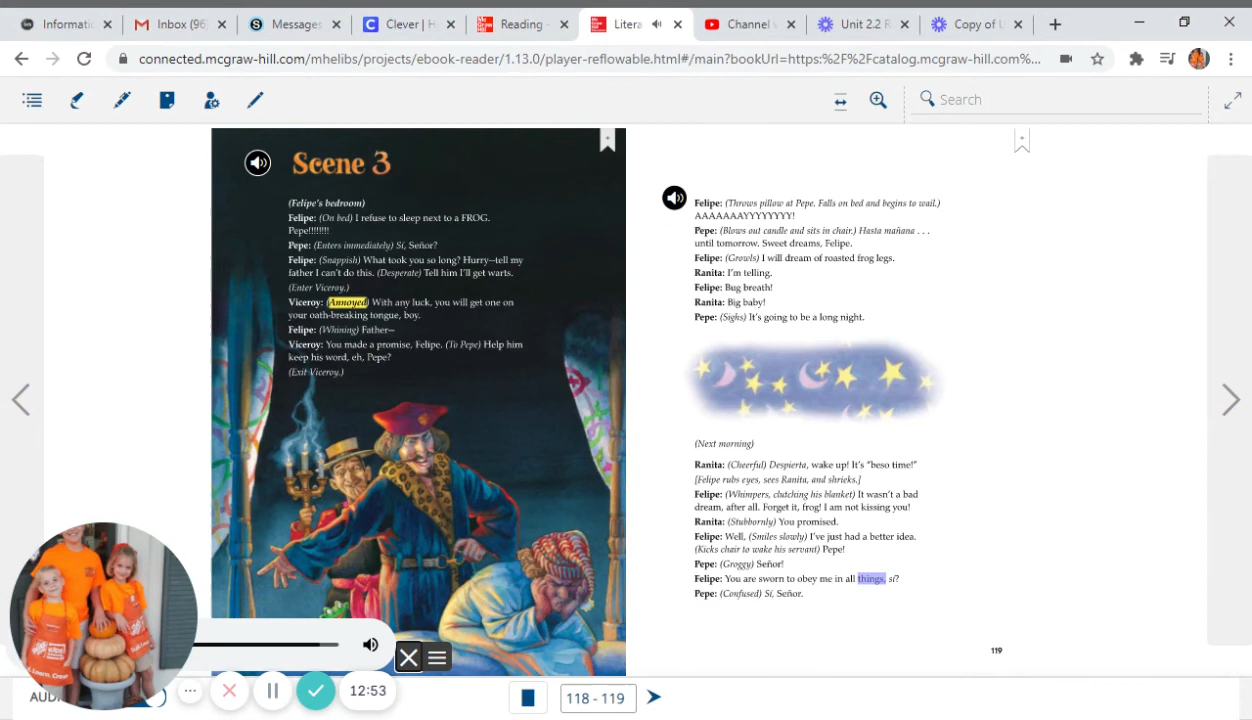 Informatic
Inbox (96
Messages
Clever | H
Reading -
Litera
Channel
Unit 2.2 R
Copy of U
connected.mcgraw-hill.com/mhelibs/projects/ebook-reader/1.13.0/player-reflowable.html#/main?bookUrl=https:%2F%2Fcatalog.mcgraw-hill.com%...
Search
Scene 3
(Felipe's bedroom)
Felipe: (On bed) I refuse to sleep next to a FROG.
Pepe!!!!!!!!
Pepe: (Enters immediately) Sí, Señor?
Felipe: (Snappish) What took you so long? Hurry—tell my
father I can't do this. (Desperate) Tell him I'll get warts.
(Enter Viceroy.)
Viceroy: (Annoyed) With any luck, you will get one on
your oath-breaking tongue, boy.
Felipe: (Whining) Father—
Viceroy: You made a promise, Felipe. (To Pepe) Help him
keep his word, eh, Pepe?
(Exit Viceroy.)
Felipe: (Throws pillow at Pepe. Falls on bed and begins to wail.)
AAAAAAAYYYYYYYY!
Pepe: (Blows out candle and sits in chair.) Hasta mañana . . .
until tomorrow. Sweet dreams, Felipe.
Felipe: (Growls) I will dream of roasted frog legs.
Ranita: I'm telling.
Felipe: Bug breath!
Ranita: Big baby!
Pepe: (Sighs) It's going to be a long night.
(Next morning)
Ranita: (Cheerful) Despierta, wake up! It's "beso time!"
[Felipe rubs eyes, sees Ranita, and shrieks.]
Felipe: (Whimpers, clutching his blanket) It wasn't a bad
dream, after all. Forget it, frog! I am not kissing you!
Ranita: (Stubbornly) You promised.
Felipe: Well, (Smiles slowly) I've just had a better idea.
(Kicks chair to wake his servant) Pepe!
Pepe: (Groggy) Señor!
Felipe: You are sworn to obey me in all things, sí?
Pepe: (Confused) Sí, Señor.
119
AUD
12:53
118 - 119